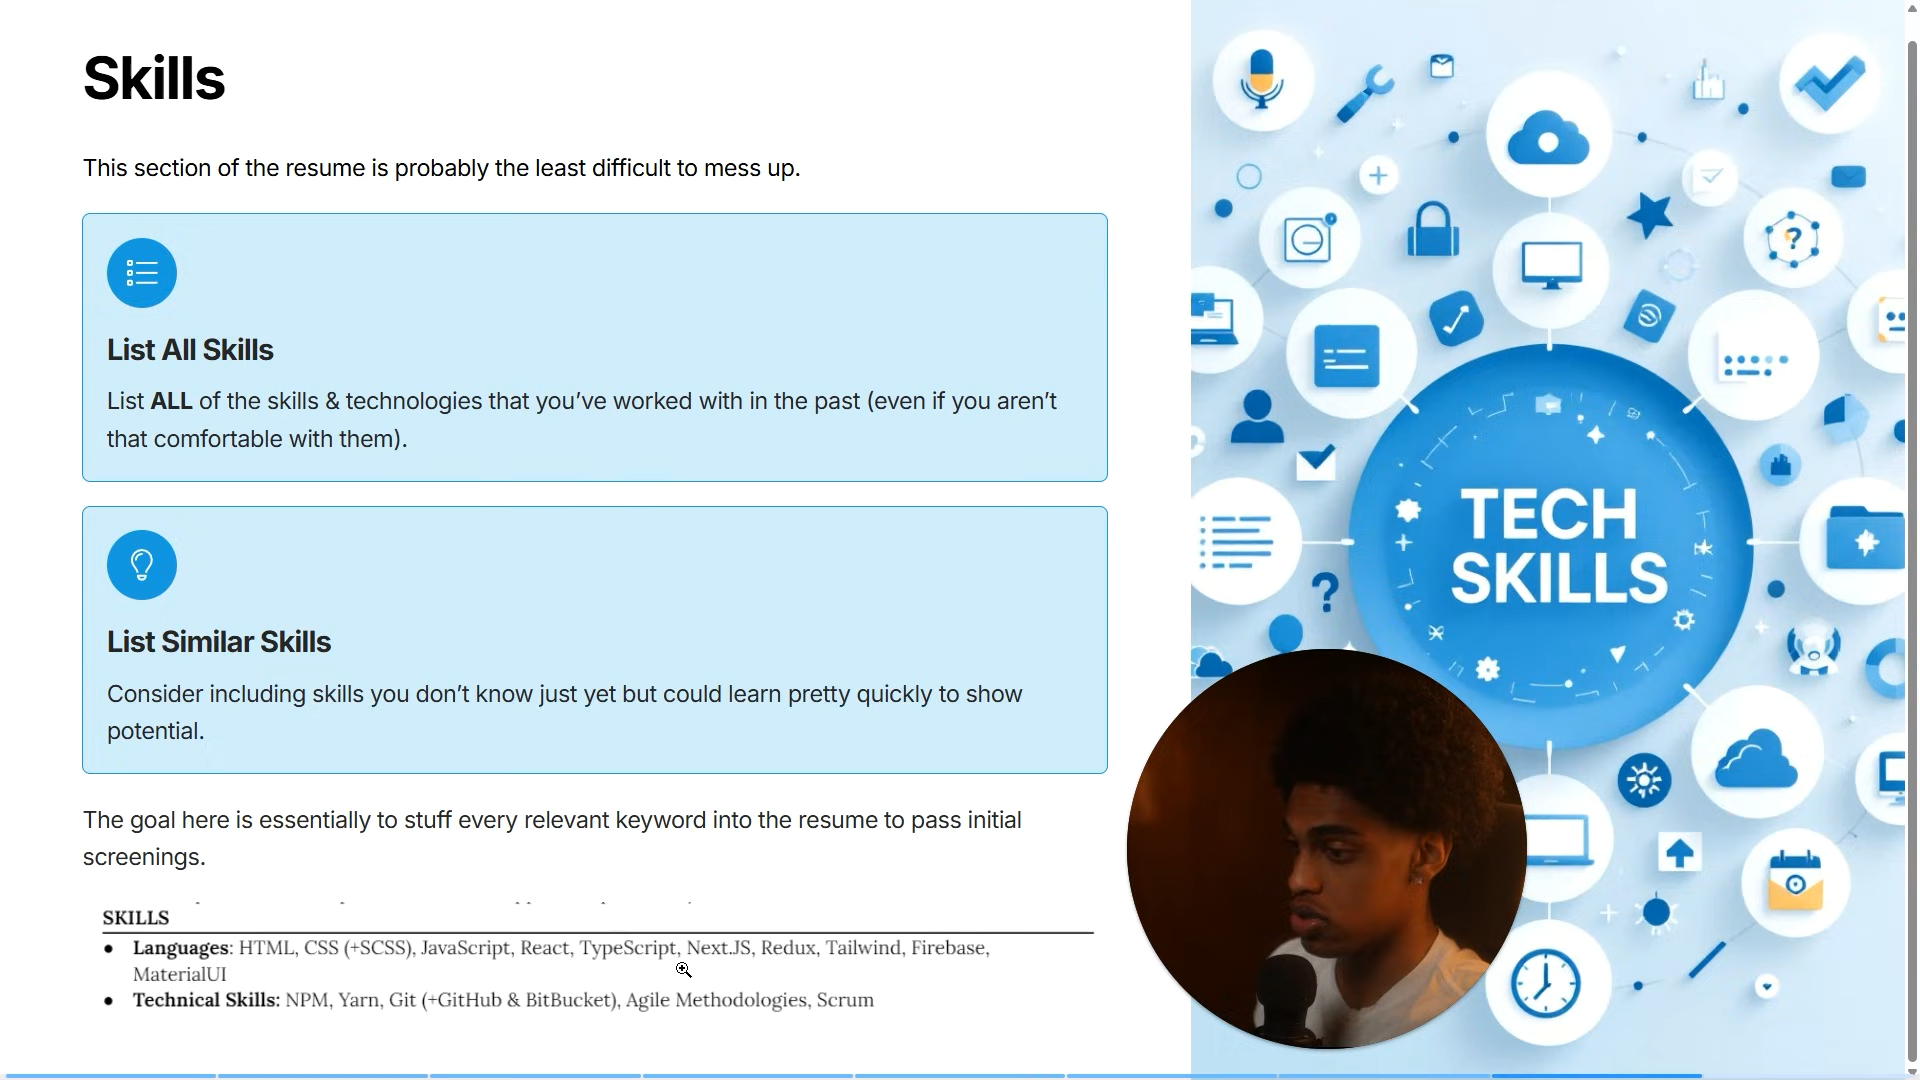 Skills
This section of the resume is probably the least difficult to mess up.
List All Skills
List ALL of the skills & technologies that you’ve worked with in the past (even if you aren’t
that comfortable with them).
List Similar Skills
Consider including skills you don’t know just yet but could learn pretty quickly to show
potential.
The goal here is essentially to stuff every relevant keyword into the resume to pass initial
screenings.
SKILLS
● Languages: HTML, CSS (+SCSS), JavaScript, React, TypeScript, Next.JS, Redux, Tailwind, Firebase,
MaterialUI
● Technical Skills: NPM, Yarn, Git (+GitHub & BitBucket), Agile Methodologies, Scrum
TECH
SKILLS